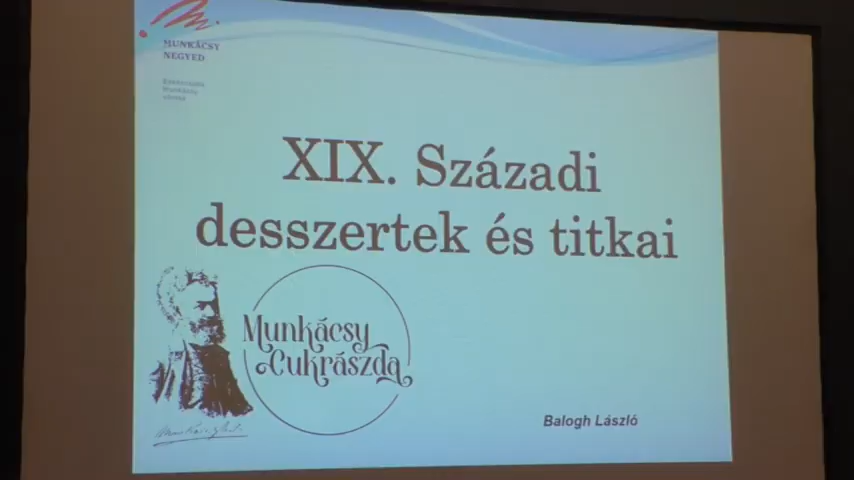 MUNKÁCSY
NEGYED
XIX. Századi
desszertek és titkai
Munkácsy
Cukrászda
Balogh László